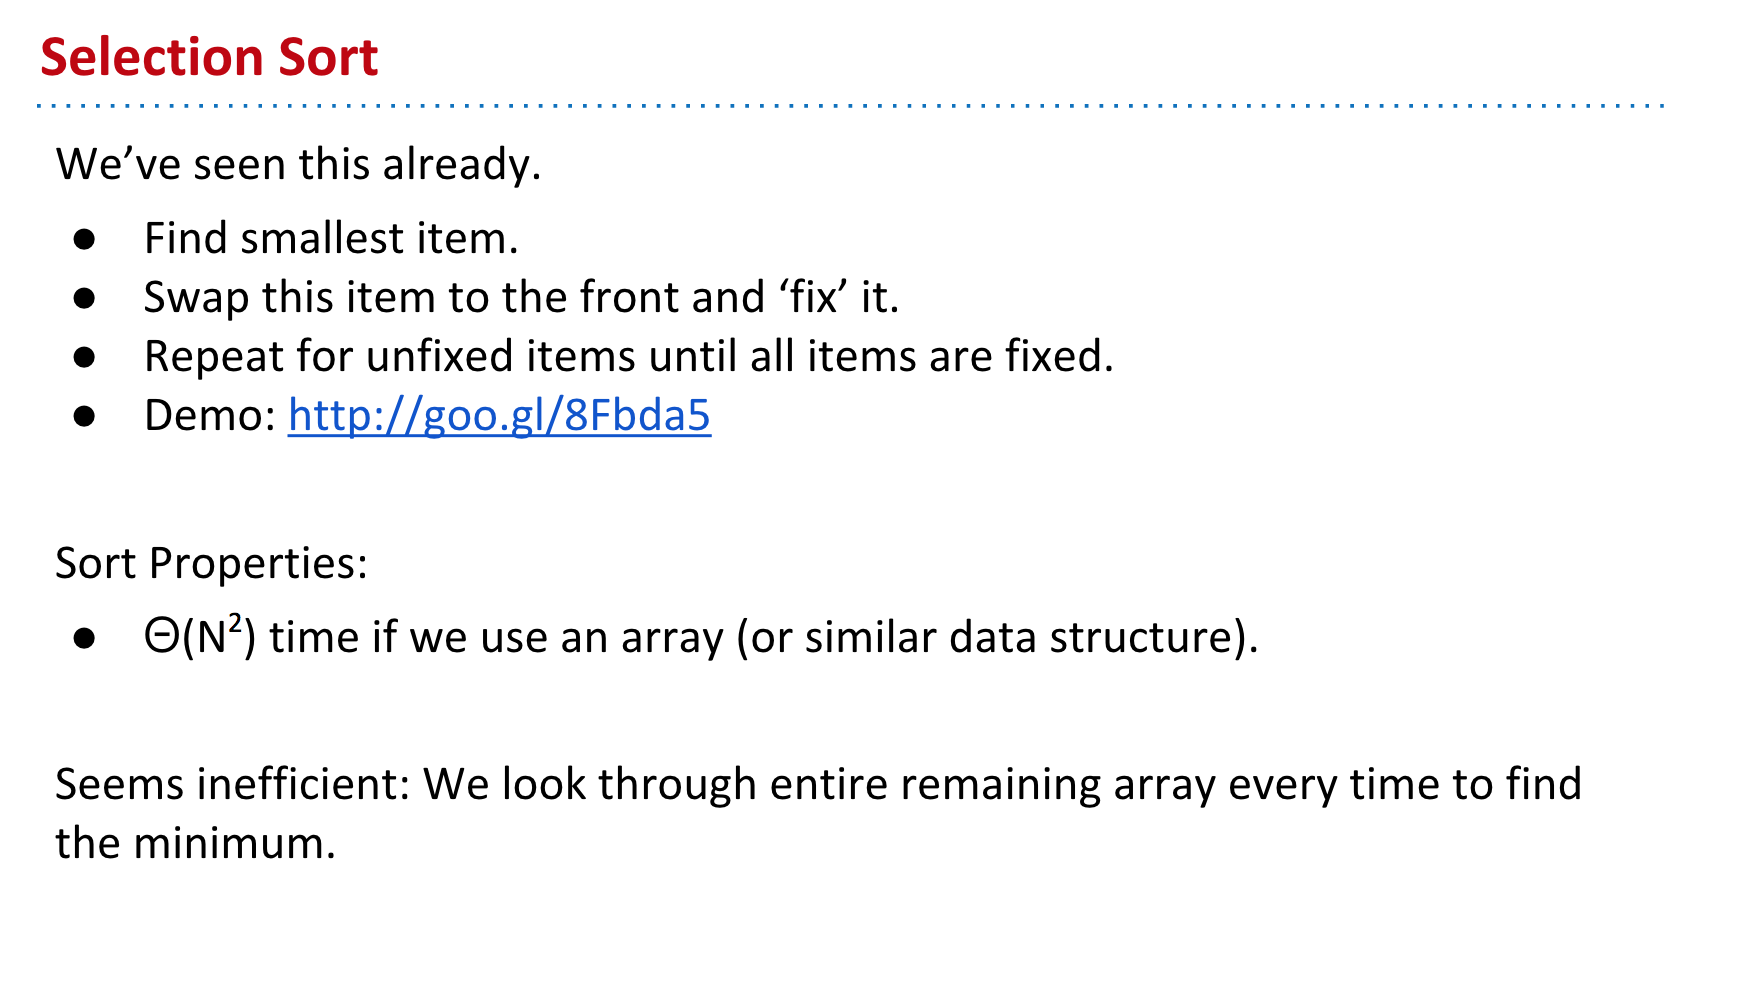 Selection Sort
We’ve seen this already.
● Find smallest item.
● Swap this item to the front and ‘fix’ it.
● Repeat for unfixed items until all items are fixed.
● Demo: http://goo.gl/8Fbda5
Sort Properties:
● Θ(N²) time if we use an array (or similar data structure).
Seems inefficient: We look through entire remaining array every time to find
the minimum.